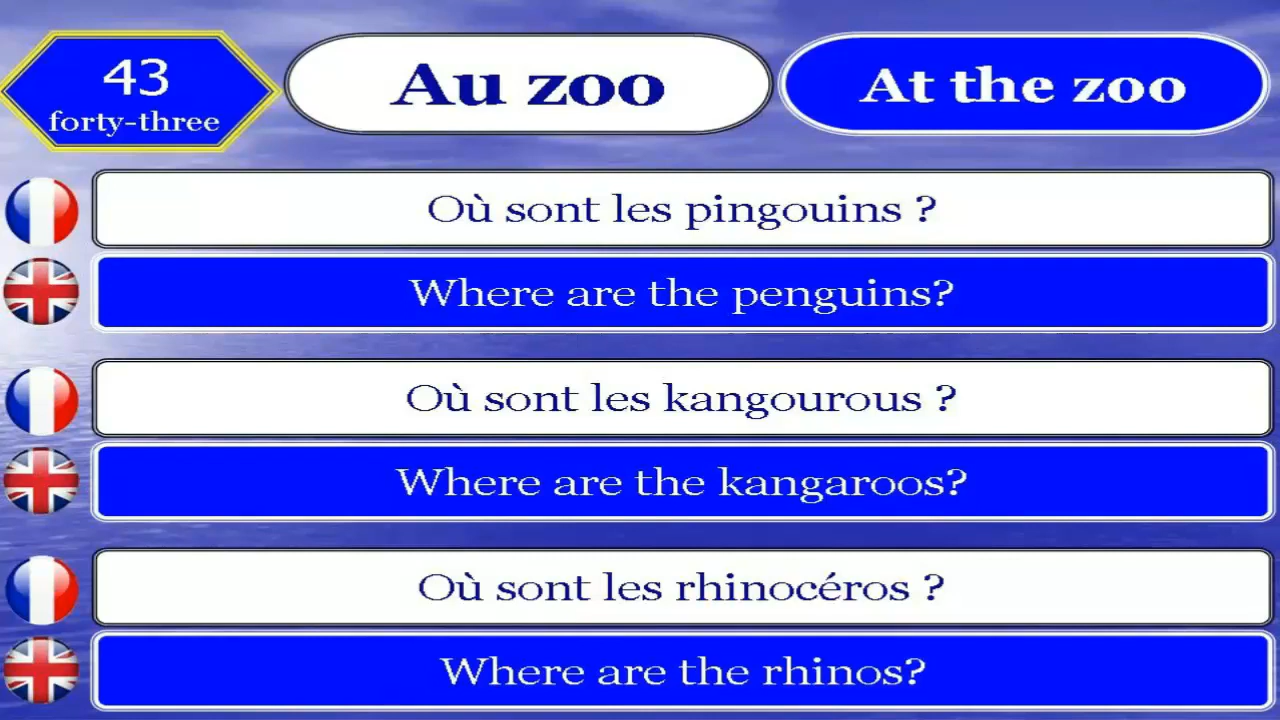 43
forty-three
Au zoo
At the zoo
Où sont les pingouins ?
Where are the penguins?
Où sont les kangourous ?
Where are the kangaroos?
Où sont les rhinocéros ?
Where are the rhinos?